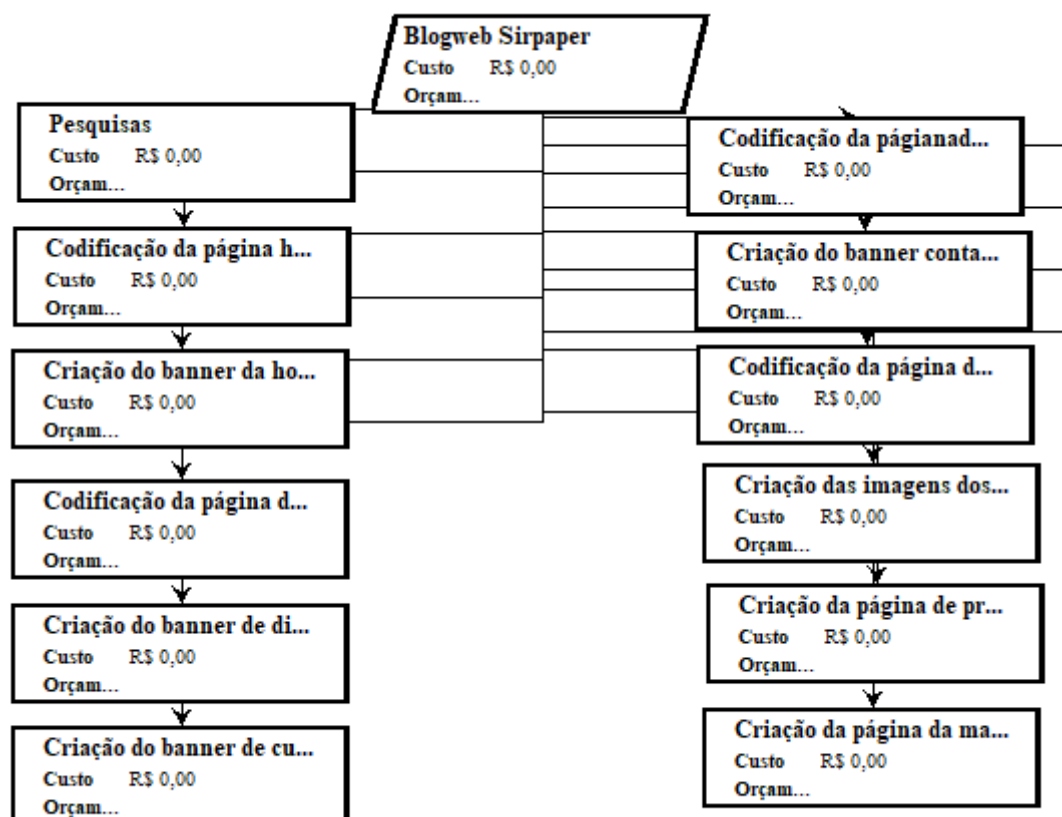 Blogweb Sirpaper
Custo R$ 0,00
Orçam...
Pesquisas
Custo R$ 0,00
Orçam...
Codificação da página h...
Custo R$ 0,00
Orçam...
Criação do banner da ho...
Custo R$ 0,00
Orçam...
Codificação da página d...
Custo R$ 0,00
Orçam...
Criação do banner de di...
Custo R$ 0,00
Orçam...
Criação do banner de cu...
Custo R$ 0,00
Orçam...
Codificação da págianad...
Custo R$ 0,00
Orçam...
Criação do banner conta...
Custo R$ 0,00
Orçam...
Codificação da página d...
Custo R$ 0,00
Orçam...
Criação das imagens dos...
Custo R$ 0,00
Orçam...
Criação da página de pr...
Custo R$ 0,00
Orçam...
Criação da página da ma...
Custo R$ 0,00
Orçam...